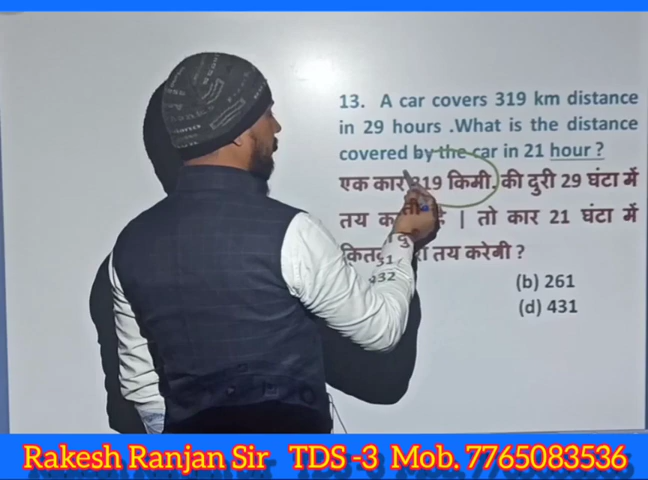 13. A car covers 319 km distance
in 29 hours .What is the distance
covered by the car in 21 hour ?
एक कार 319 किमी. की दुरी 29 घंटा में
तय है | तो कार 21 घंटा में
तय करेगी ?
(b) 261
(d) 431
Rakesh Ranjan Sir TDS -3 Mob. 7765083536